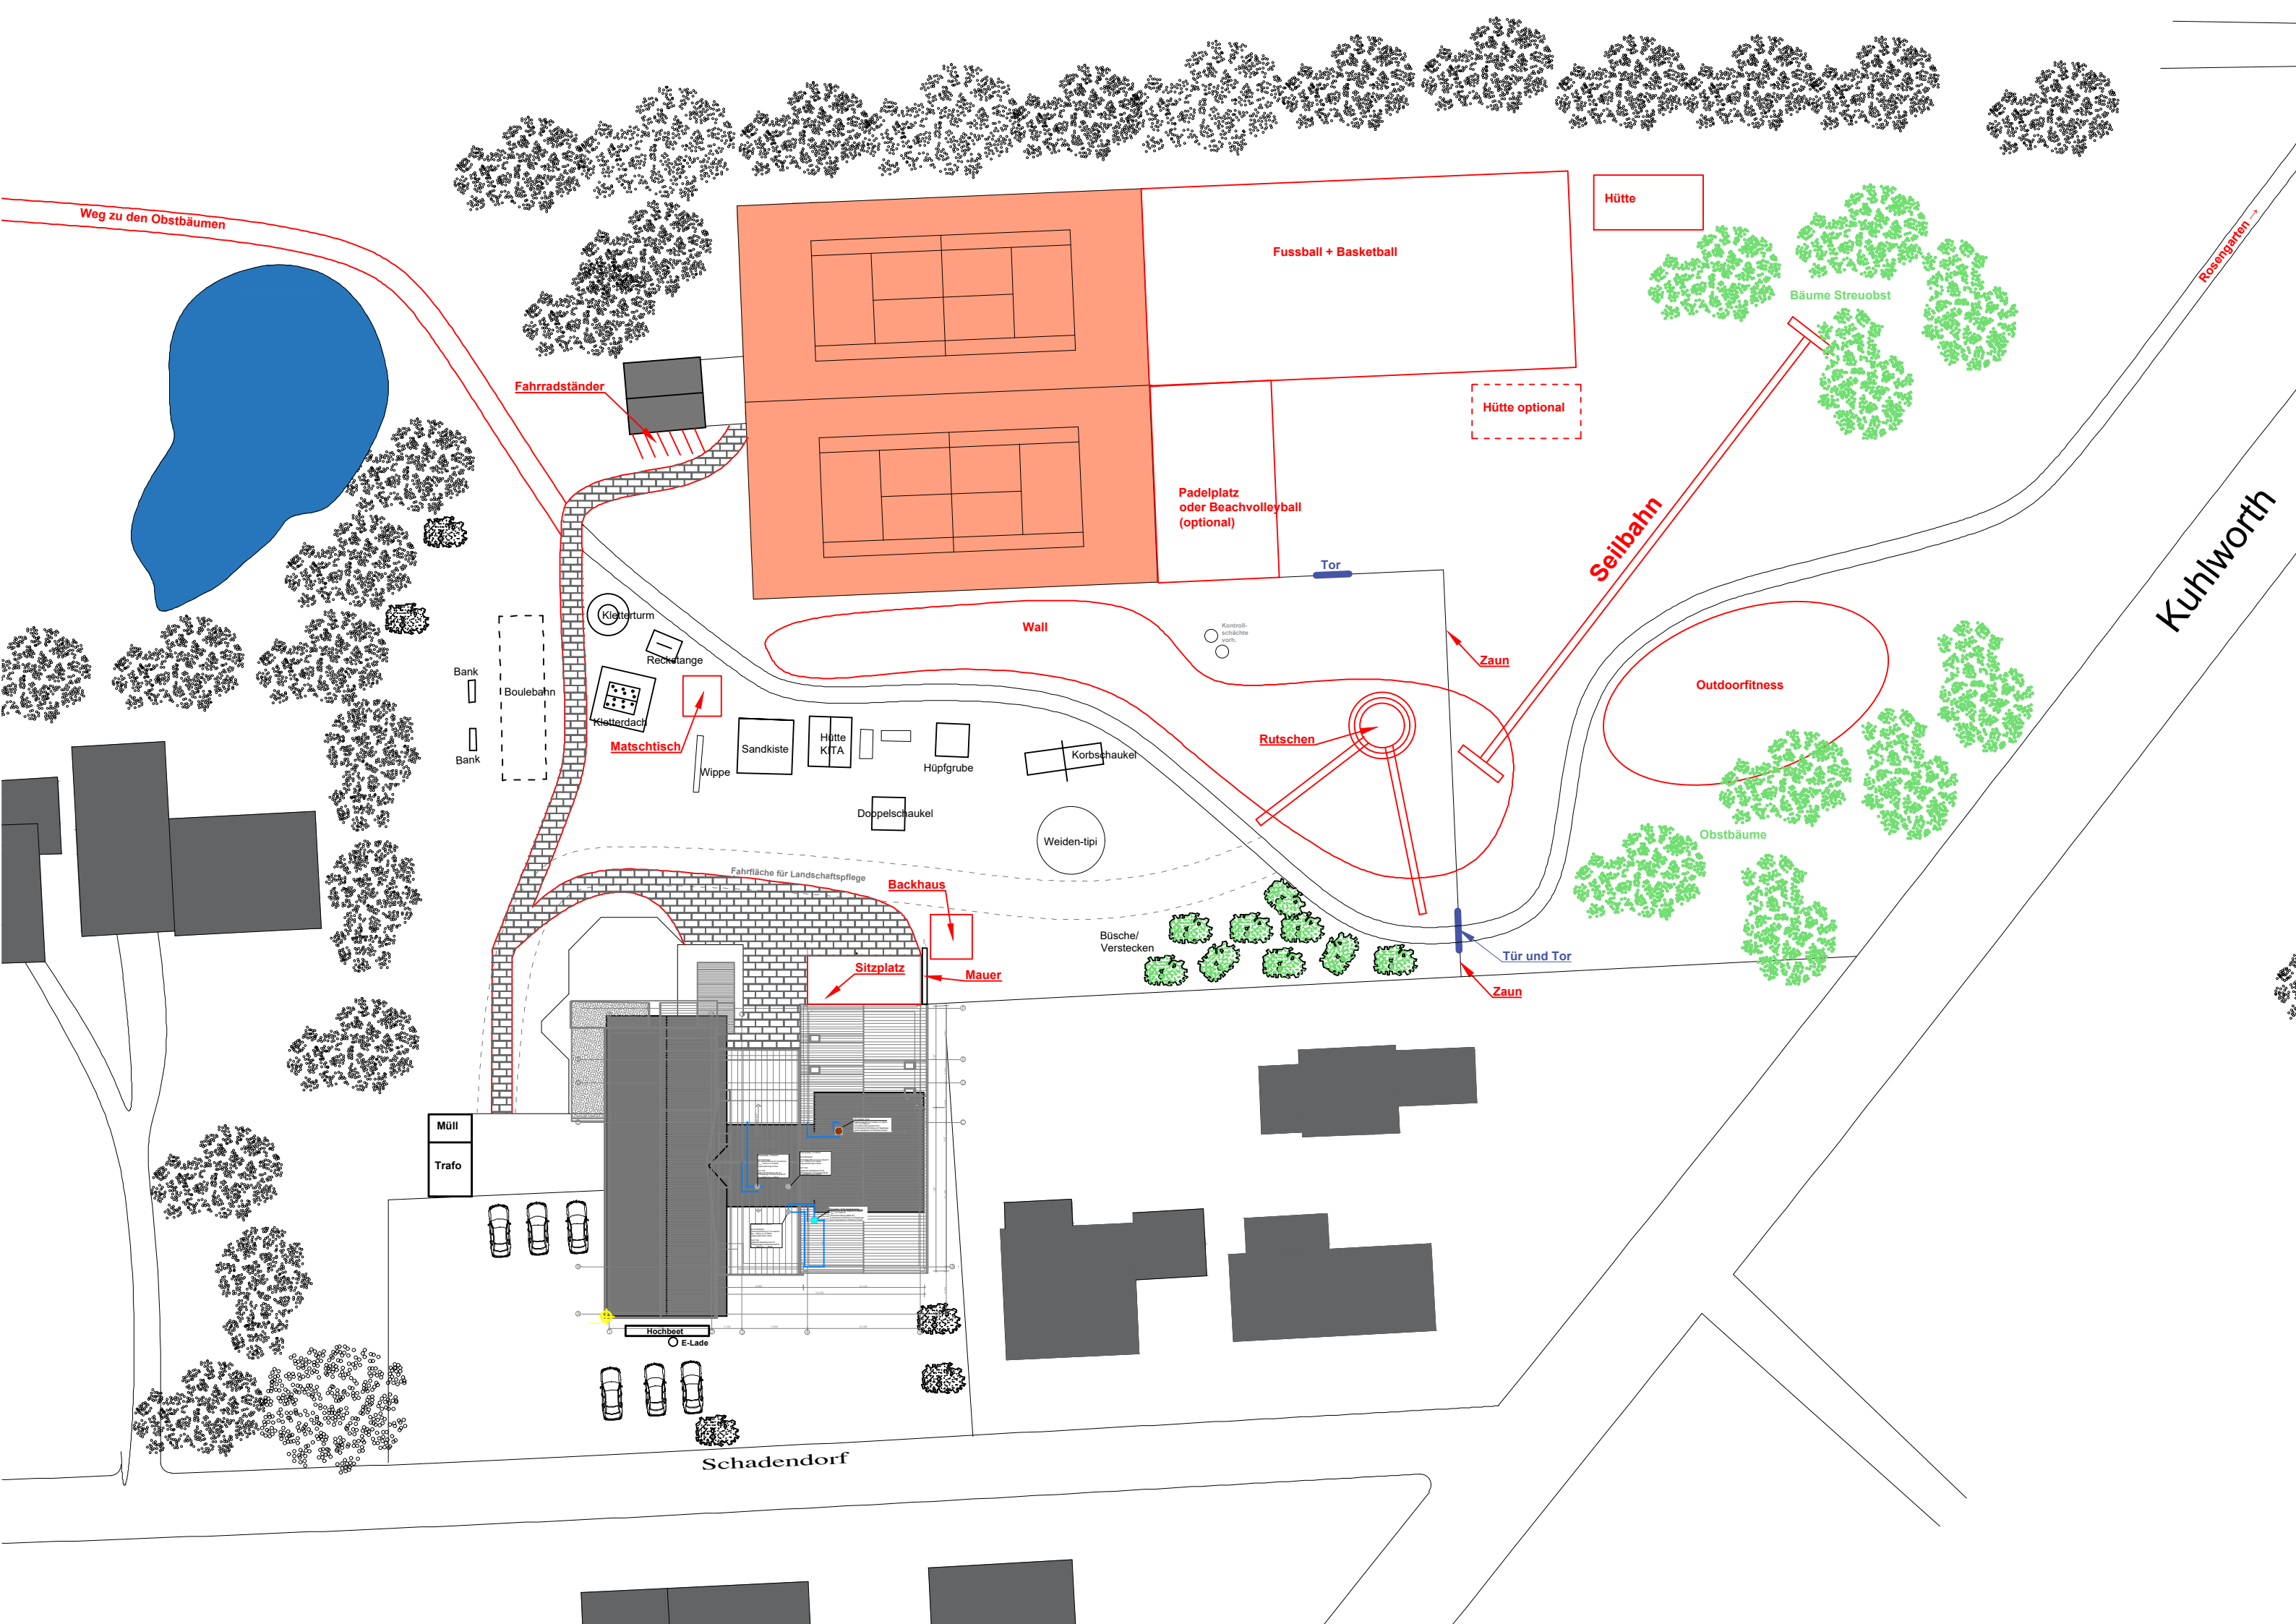 Weg zu den Obstbäumen
Hütte
Rosengarten →
Fussball + Basketball
Bäume Streuobst
Fahrradständer
Hütte optional
Padelplatz
oder Beachvolleyball
(optional)
Seilbahn
Kuhlworth
Tor
Kletterturm
Wall
Kontroll-
schächte
vorh.
Reckstange
Zaun
Bank
Boulebahn
Outdoorfitness
Kletterdach
Matschtisch
Sandkiste
Hütte
KITA
Rutschen
Bank
Wippe
Hüpfgrube
Korbschaukel
Doppelschaukel
Weiden-tipi
Obstbäume
Fahrfläche für Landschaftspflege
Backhaus
Büsche/
Verstecken
Tür und Tor
Sitzplatz
Mauer
Zaun
Müll
Trafo
Hochbeet
E-Lade
Schadendorf